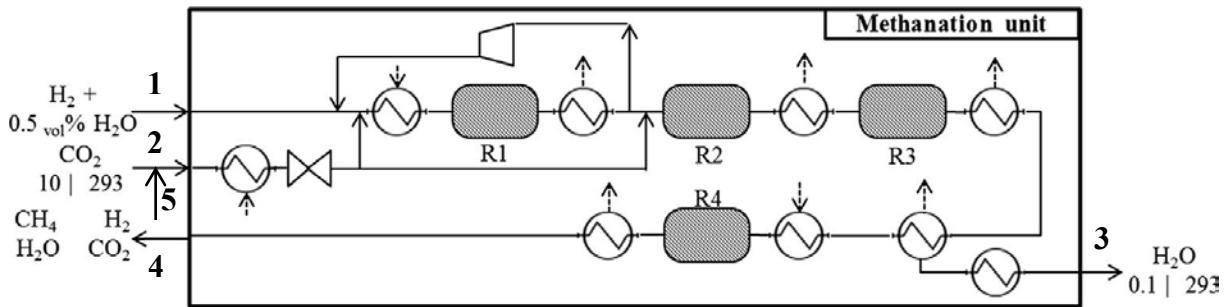 Methanation unit
1
H₂ +
0.5 vol% H₂O
2
CO₂
10 | 293
5
R1
R2
R3
R4
CH₄ H₂
H₂O CO₂
4
3
H₂O
0.1 | 293